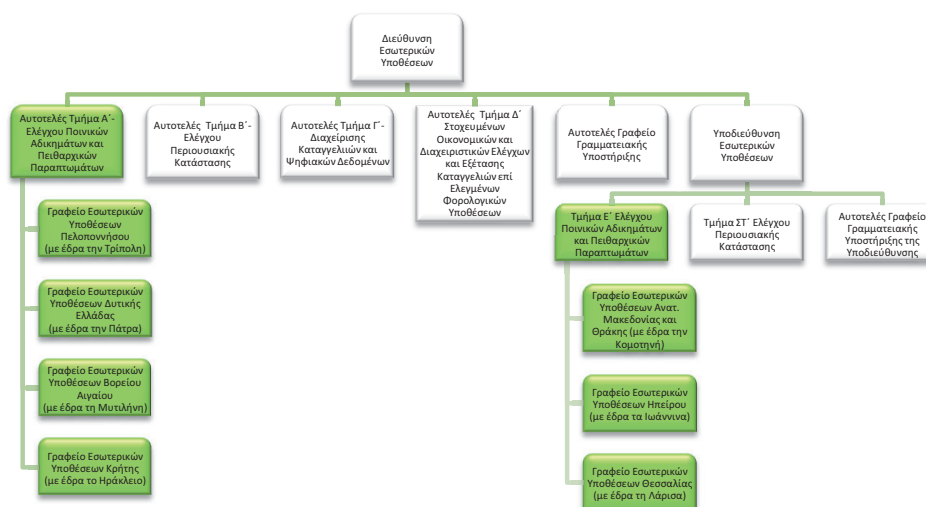 Διεύθυνση
Εσωτερικών
Υποθέσεων
Αυτοτελές Τμήμα Α΄-
Ελέγχου Ποινικών
Αδικημάτων και
Πειθαρχικών
Παραπτωμάτων
Αυτοτελές Τμήμα Β΄-
Ελέγχου
Περιουσιακής
Κατάστασης
Αυτοτελές Τμήμα Γ΄-
Διαχείρισης
Καταγγελιών και
Ψηφιακών Δεδομένων
Αυτοτελές Τμήμα Δ΄
Στοχευμένων
Οικονομικών και
Διαχειριστικών Ελέγχων
και Εξέτασης
Καταγγελιών επί
Ελεγμένων
Φορολογικών
Υποθέσεων
Αυτοτελές Γραφείο
Γραμματειακής
Υποστήριξης
Υποδιεύθυνση
Εσωτερικών
Υποθέσεων
Γραφείο Εσωτερικών
Υποθέσεων
Πελοποννήσου
(με έδρα την Τρίπολη)
Γραφείο Εσωτερικών
Υποθέσεων Δυτικής
Ελλάδας
(με έδρα την Πάτρα)
Γραφείο Εσωτερικών
Υποθέσεων Βορείου
Αιγαίου
(με έδρα τη Μυτιλήνη)
Γραφείο Εσωτερικών
Υποθέσεων Κρήτης
(με έδρα το Ηράκλειο)
Τμήμα Ε΄ Ελέγχου
Ποινικών Αδικημάτων
και Πειθαρχικών
Παραπτωμάτων
Τμήμα ΣΤ΄ Ελέγχου
Περιουσιακής
Κατάστασης
Αυτοτελές Γραφείο
Γραμματειακής
Υποστήριξης της
Υποδιεύθυνσης
Γραφείο Εσωτερικών
Υποθέσεων Ανατ.
Μακεδονίας και
Θράκης (με έδρα την
Κομοτηνή)
Γραφείο Εσωτερικών
Υποθέσεων Ηπείρου
(με έδρα τα Ιωάννινα)
Γραφείο Εσωτερικών
Υποθέσεων Θεσσαλίας
(με έδρα τη Λάρισα)